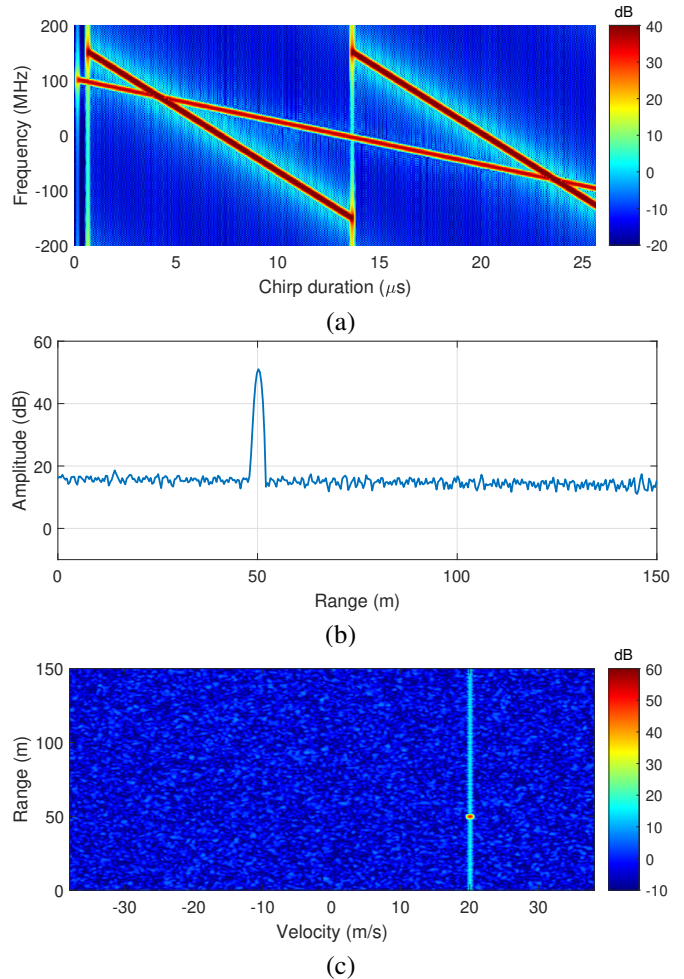 dB
200
100
0
-100
-200
Frequency (MHz)
0 5 10 15 20 25
Chirp duration (μs)
40
30
20
10
0
-10
-20
(a)
60
40
20
0
Amplitude (dB)
0 50 100 150
Range (m)
(b)
dB
150
100
50
0
Range (m)
-30 -20 -10 0 10 20 30
Velocity (m/s)
60
50
40
30
20
10
0
-10
(c)